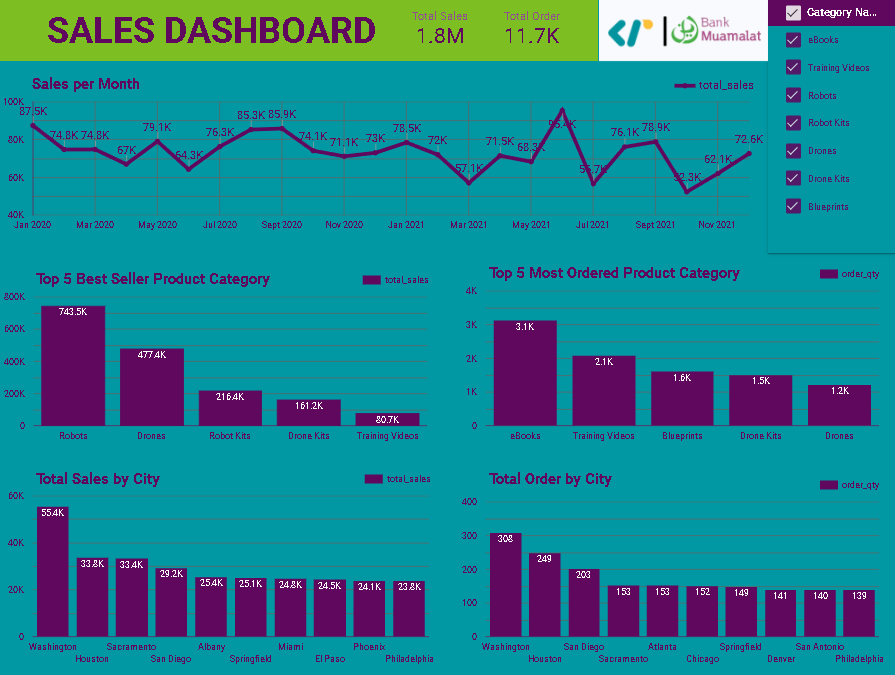 SALES DASHBOARD
Total Sales
1.8M
Total Order
11.7K
Bank
Muamalat
Category Na...
eBooks
Training Videos
Robots
Robot Kits
Drones
Drone Kits
Blueprints
Sales per Month
total_sales
100K
80K
60K
40K
87.5K 74.8K 74.8K 67K 79.1K 64.3K 76.3K 85.3K 85.9K 74.1K 71.1K 73K 78.5K 72K 57.1K 71.5K 68.3K 95.4K 56.7K 76.1K 78.9K 52.3K 62.1K 72.6K
Jan 2020 Mar 2020 May 2020 Jul 2020 Sept 2020 Nov 2020 Jan 2021 Mar 2021 May 2021 Jul 2021 Sept 2021 Nov 2021
Top 5 Best Seller Product Category
total_sales
800K
600K
400K
200K
0
743.5K 477.4K 216.4K 161.2K 80.7K
Robots Drones Robot Kits Drone Kits Training Videos
Top 5 Most Ordered Product Category
order_qty
4K
3K
2K
1K
0
3.1K 2.1K 1.6K 1.5K 1.2K
eBooks Training Videos Blueprints Drone Kits Drones
Total Sales by City
total_sales
60K
40K
20K
0
55.4K 33.8K 33.4K 29.2K 25.4K 25.1K 24.8K 24.5K 24.1K 23.8K
Washington Sacramento Albany Miami Phoenix
Houston San Diego Springfield El Paso Philadelphia
Total Order by City
order_qty
400
300
200
100
0
308 249 203 153 153 152 149 141 140 139
Washington San Diego Atlanta Springfield San Antonio
Houston Sacramento Chicago Denver Philadelphia